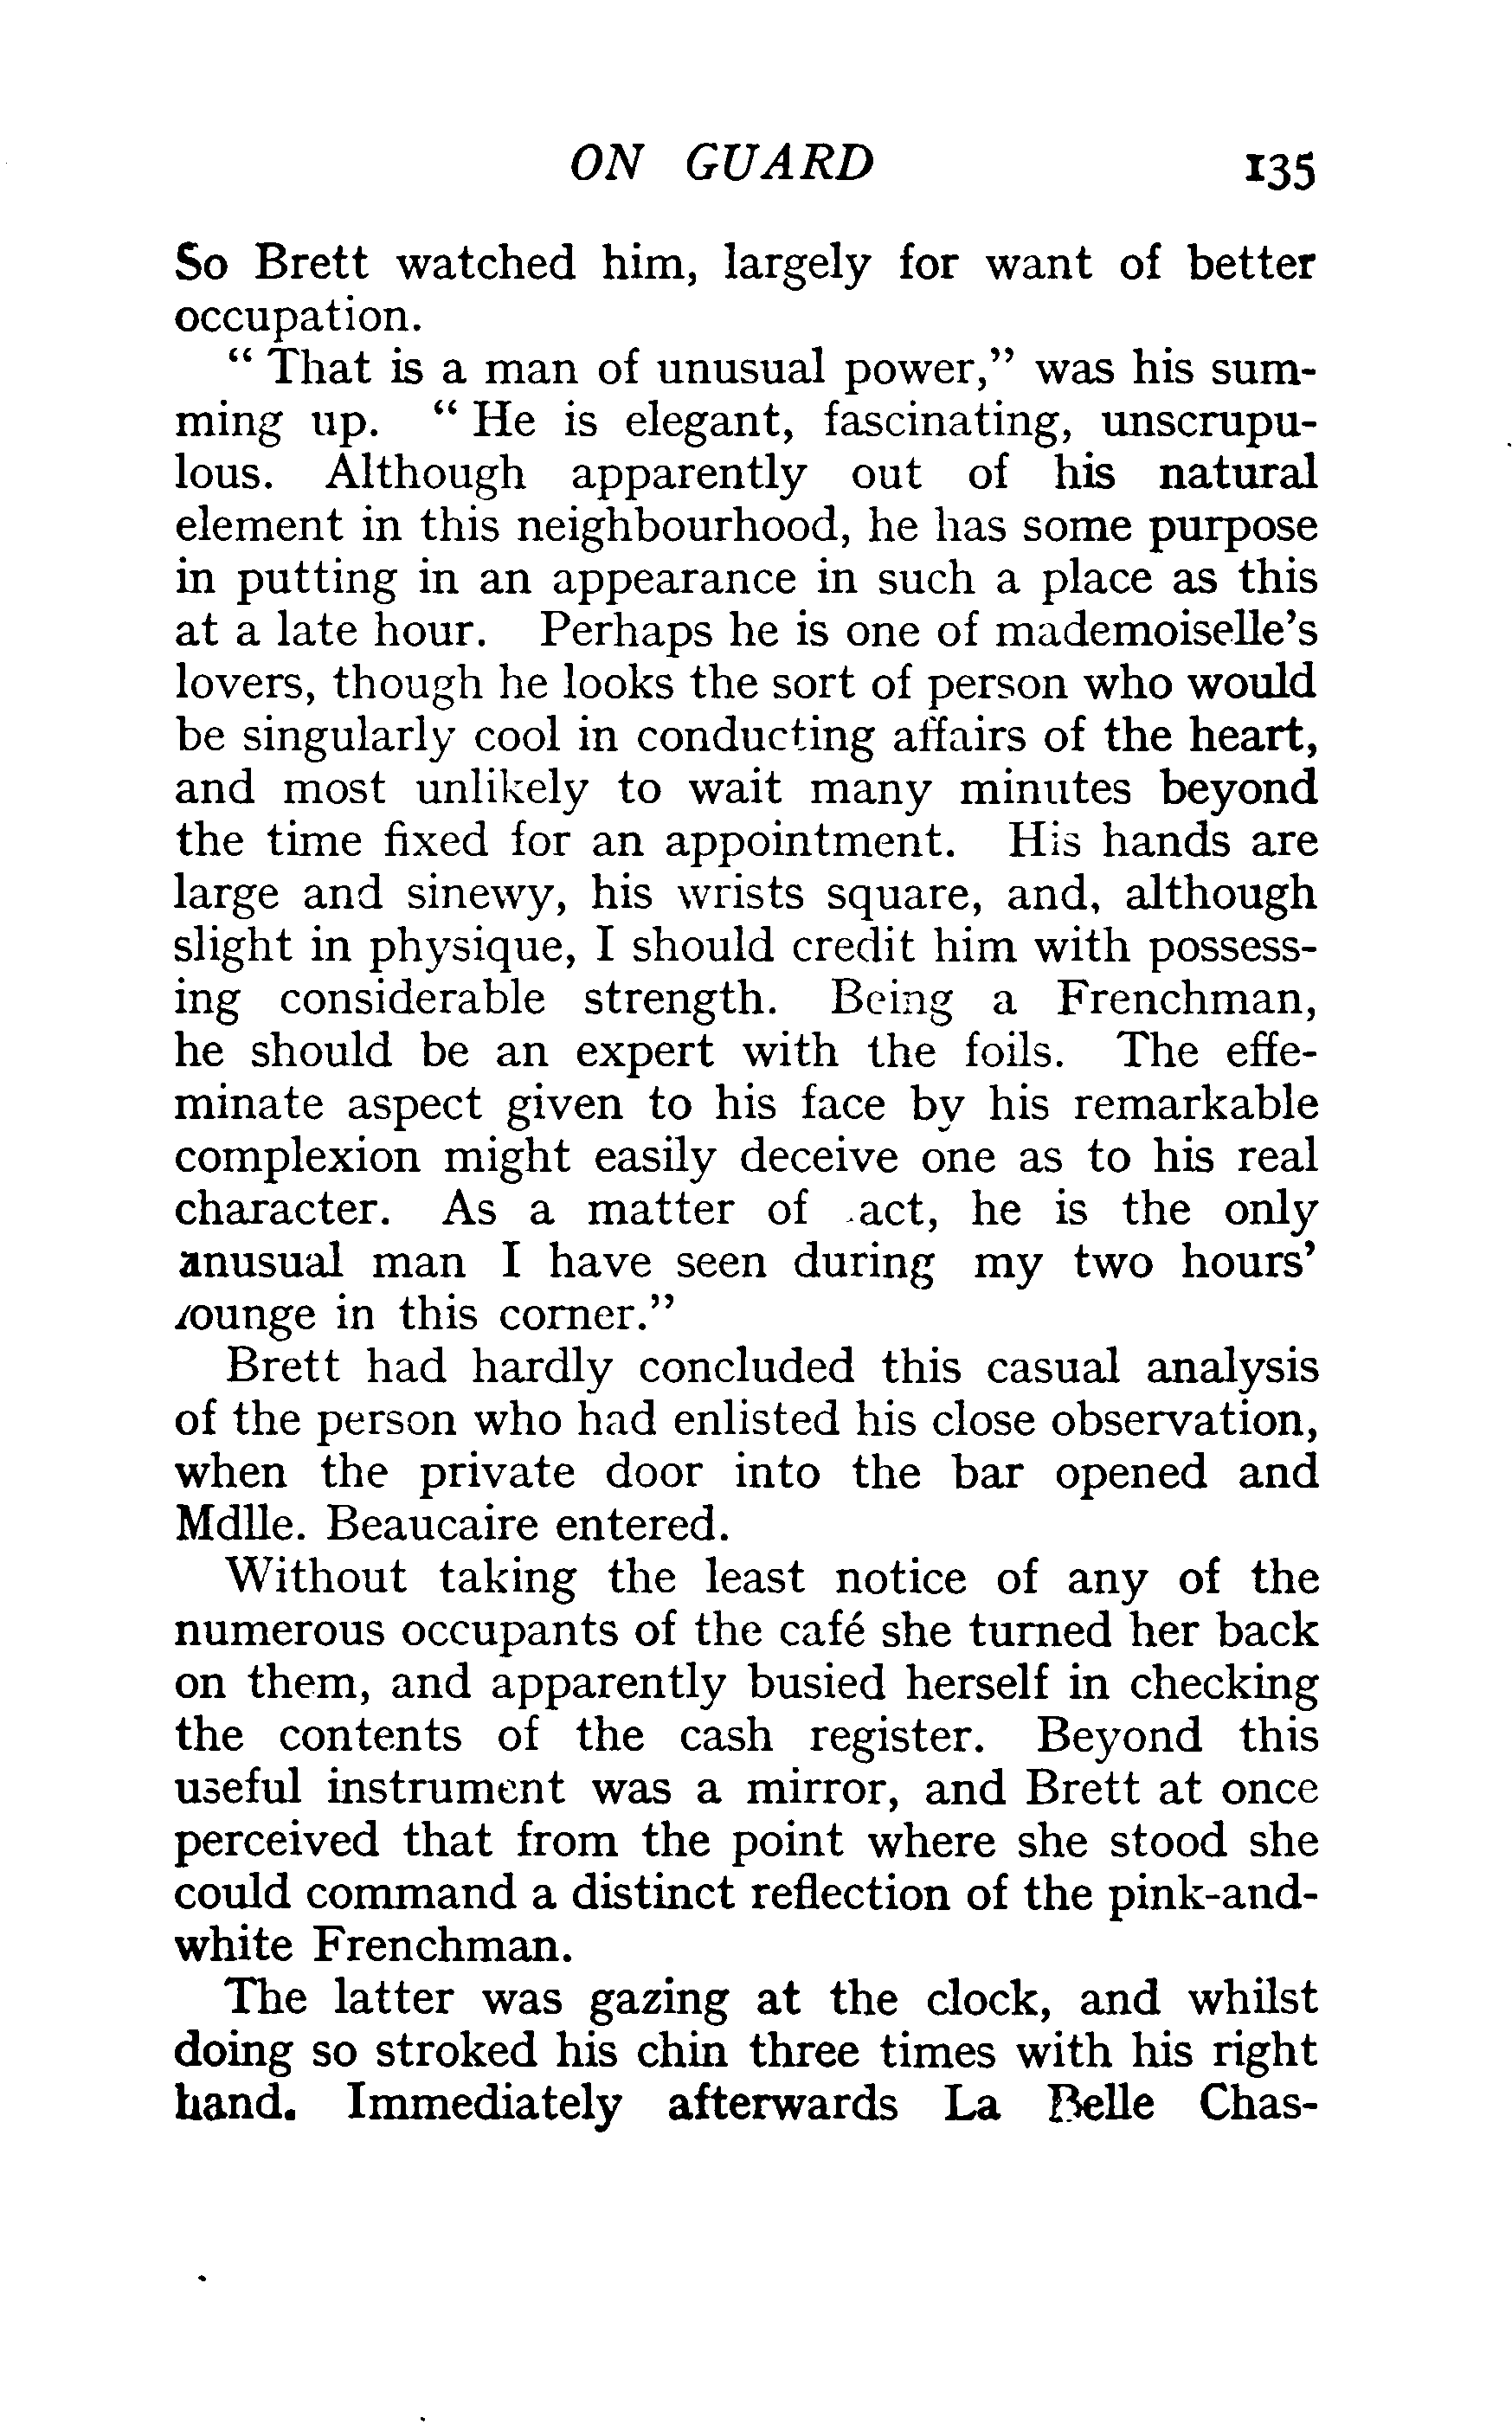 ON GUARD 135
So Brett watched him, largely for want of better
occupation.
“ That is a man of unusual power,” was his sum-
ming up. “ He is elegant, fascinating, unscrupu-
lous. Although apparently out of his natural
element in this neighbourhood, he has some purpose
in putting in an appearance in such a place as this
at a late hour. Perhaps he is one of mademoiselle’s
lovers, though he looks the sort of person who would
be singularly cool in conducting affairs of the heart,
and most unlikely to wait many minutes beyond
the time fixed for an appointment. His hands are
large and sinewy, his wrists square, and, although
slight in physique, I should credit him with possess-
ing considerable strength. Being a Frenchman,
he should be an expert with the foils. The effe-
minate aspect given to his face by his remarkable
complexion might easily deceive one as to his real
character. As a matter of act, he is the only
anusual man I have seen during my two hours’
lounge in this corner.”
Brett had hardly concluded this casual analysis
of the person who had enlisted his close observation,
when the private door into the bar opened and
Mdlle. Beaucaire entered.
Without taking the least notice of any of the
numerous occupants of the café she turned her back
on them, and apparently busied herself in checking
the contents of the cash register. Beyond this
useful instrument was a mirror, and Brett at once
perceived that from the point where she stood she
could command a distinct reflection of the pink-and-
white Frenchman.
The latter was gazing at the clock, and whilst
doing so stroked his chin three times with his right
hand. Immediately afterwards La Belle Chas-